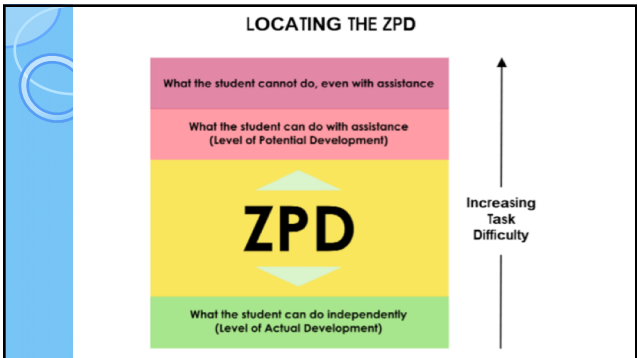 LOCATING THE ZPD
What the student cannot do, even with assistance
What the student can do with assistance
(Level of Potential Development)
ZPD
Increasing
Task
Difficulty
What the student can do independently
(Level of Actual Development)